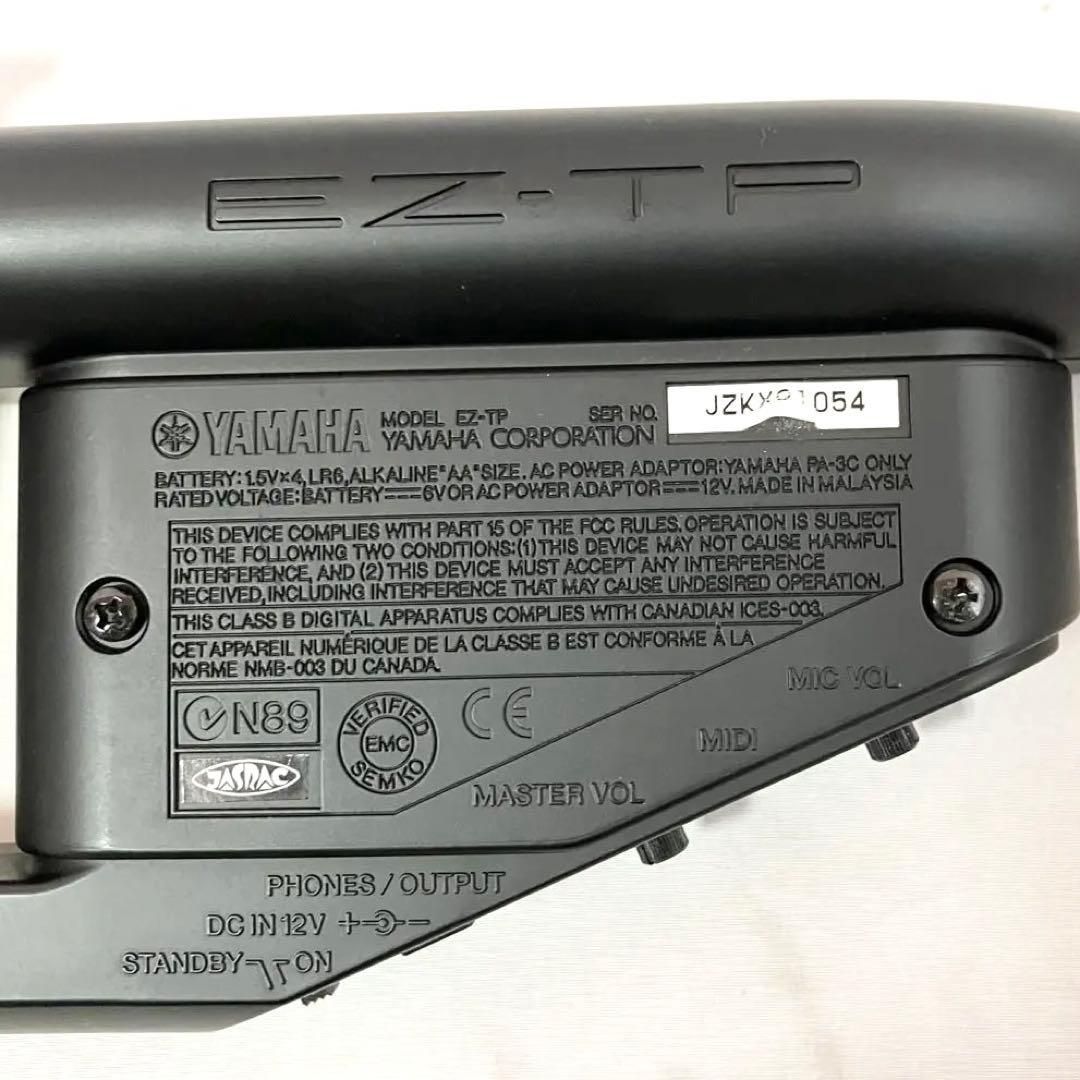 EZ-TP
YAMAHA MODEL EZ-TP SER NO. JZKX81054
YAMAHA CORPORATION
BATTERY: 1.5V×4, LR6, ALKALINE "AA" SIZE. AC POWER ADAPTOR: YAMAHA PA-3C ONLY
RATED VOLTAGE: BATTERY⎓6V OR AC POWER ADAPTOR⎓12V. MADE IN MALAYSIA
THIS DEVICE COMPLIES WITH PART 15 OF THE FCC RULES. OPERATION IS SUBJECT
TO THE FOLLOWING TWO CONDITIONS: (1) THIS DEVICE MAY NOT CAUSE HARMFUL
INTERFERENCE, AND (2) THIS DEVICE MUST ACCEPT ANY INTERFERENCE
RECEIVED, INCLUDING INTERFERENCE THAT MAY CAUSE UNDESIRED OPERATION.
THIS CLASS B DIGITAL APPARATUS COMPLIES WITH CANADIAN ICES-003.
CET APPAREIL NUMÉRIQUE DE LA CLASSE B EST CONFORME À LA
NORME NMB-003 DU CANADA.
N89
VERIFIED
EMC
SEMKO
CE
JASRAC
MIC VOL
MIDI
MASTER VOL
PHONES / OUTPUT
DC IN 12V
STANDBY ON